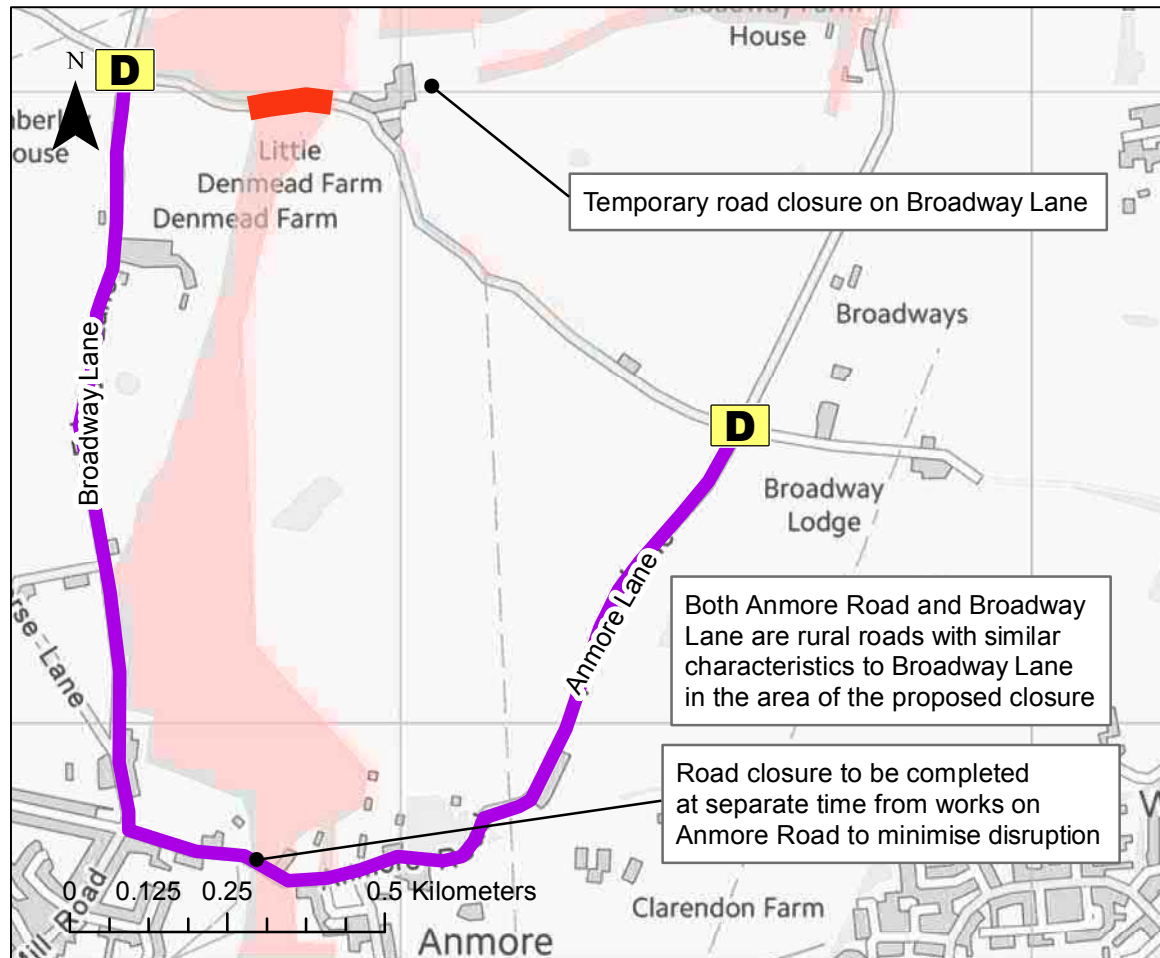 House
N
D
Little
Denmead Farm
Denmead Farm
Temporary road closure on Broadway Lane
Broadways
Broadway Lane
D
Broadway
Lodge
Anmore Lane
Both Anmore Road and Broadway
Lane are rural roads with similar
characteristics to Broadway Lane
in the area of the proposed closure
Lane
Road closure to be completed
at separate time from works on
Anmore Road to minimise disruption
0 0.125 0.25 0.5 Kilometers
Road
Clarendon Farm
Anmore